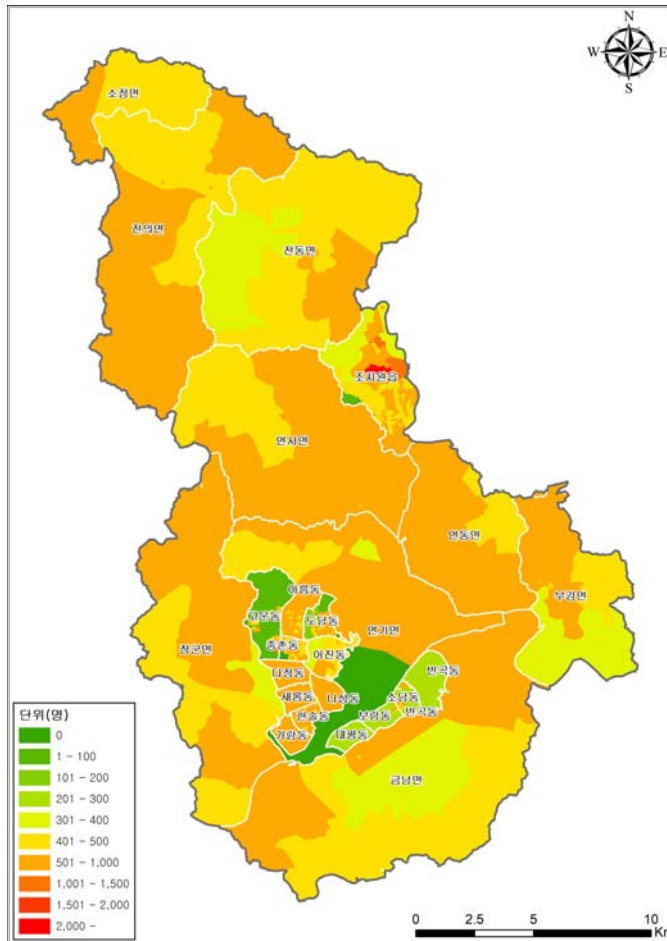 N
W
E
S
소정면
전의면
전동면
조치원읍
연서면
연동면
부강면
아름동
고운동
도담동
연기면
종촌동
어진동
장군면
다정동
반곡동
새롬동
나성동
소담동
한솔동
보람동
반곡동
가람동
대평동
금남면
단위(명)
0
1 - 100
101 - 200
201 - 300
301 - 400
401 - 500
501 - 1,000
1,001 - 1,500
1,501 - 2,000
2,000 -
0 2.5 5 10
Km